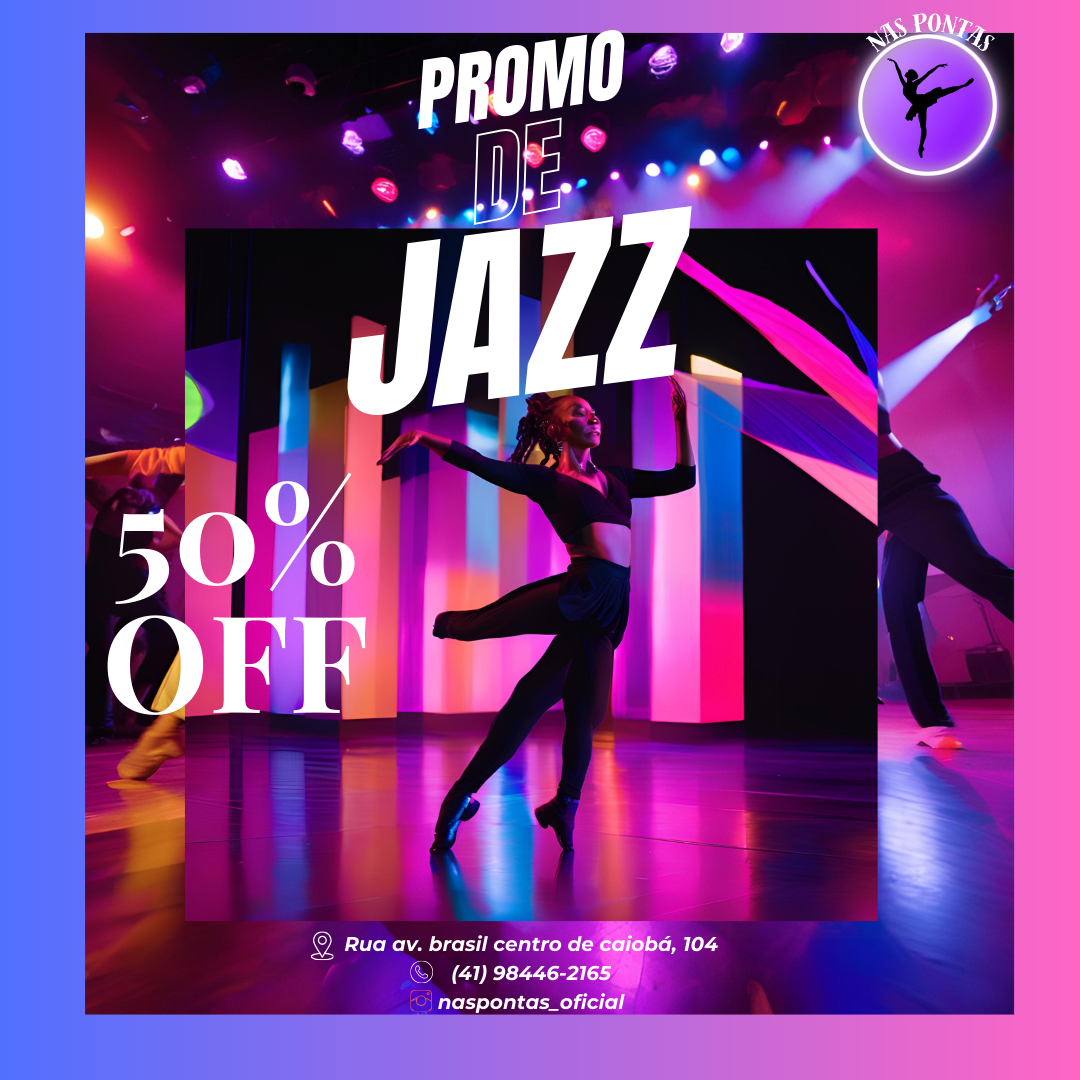 NAS PONTAS
PROMO
DE
JAZZ
50%
OFF
Rua av. brasil centro de caiobá, 104
(41) 98446-2165
naspontas_oficial